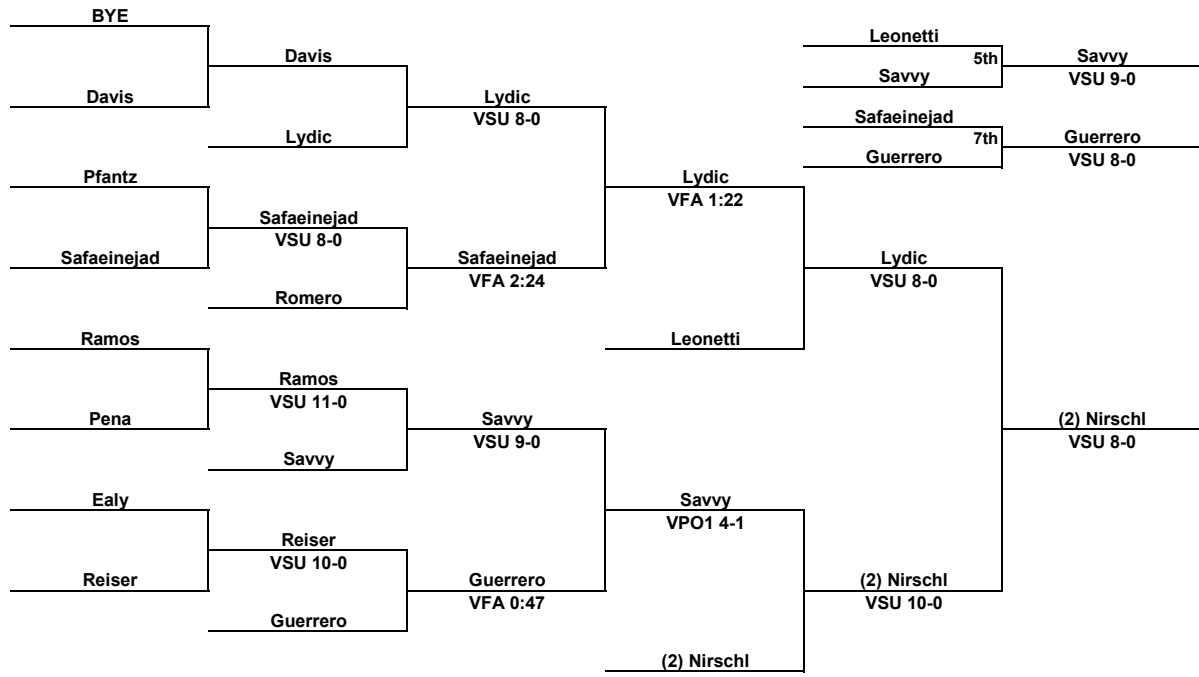 BYE
Davis
Davis
Lydic
Lydic
VSU 8-0
Pfantz
Safaeinejad
Safaeinejad
VSU 8-0
Romero
Safaeinejad
VFA 2:24
Lydic
VFA 1:22
Leonetti
Lydic
VSU 8-0
Ramos
Pena
Ramos
VSU 11-0
Savvy
Savvy
VSU 9-0
Ealy
Reiser
Reiser
VSU 10-0
Guerrero
Guerrero
VFA 0:47
Savvy
VPO1 4-1
(2) Nirschl
(2) Nirschl
VSU 10-0
(2) Nirschl
VSU 8-0
Leonetti
5th
Savvy
Savvy
VSU 9-0
Safaeinejad
7th
Guerrero
Guerrero
VSU 8-0